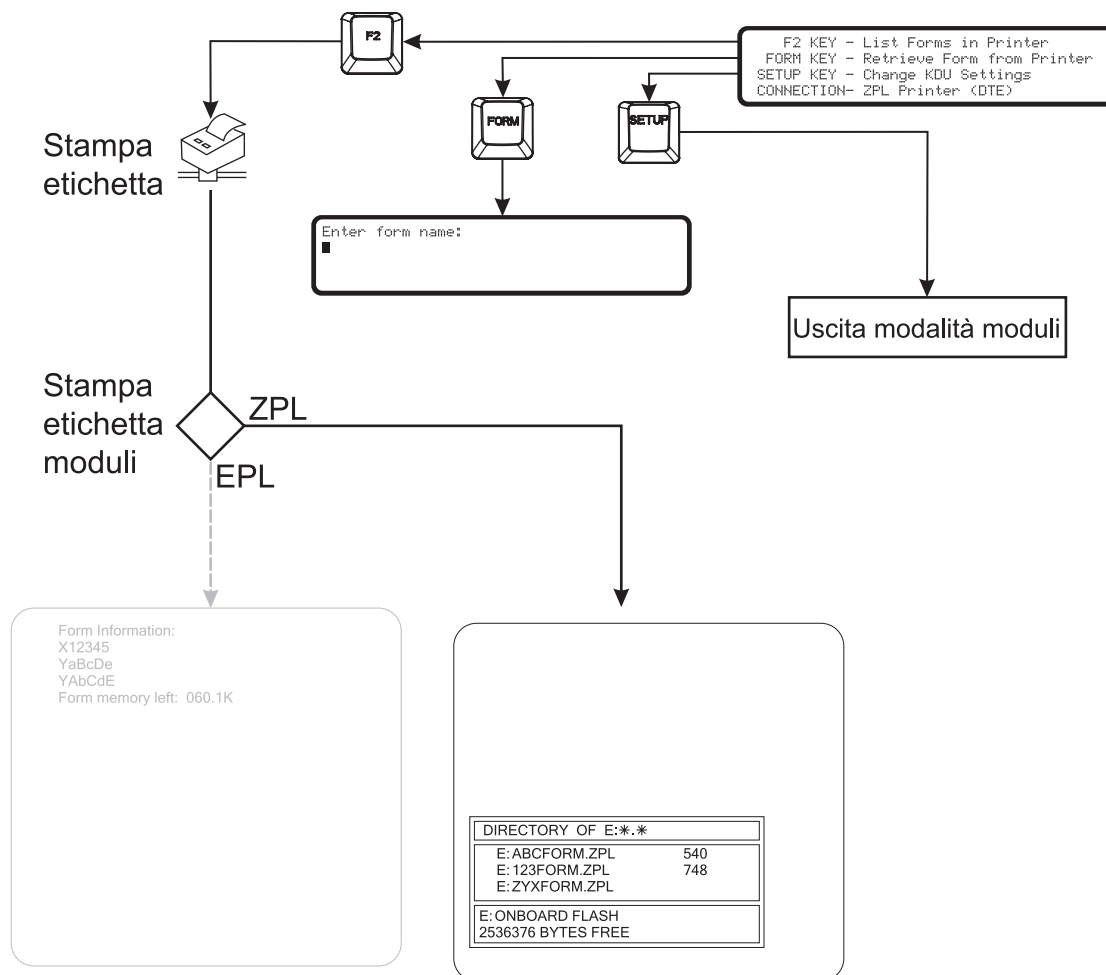 F2
F2 KEY - List Forms in Printer
FORM KEY - Retrieve Form from Printer
SETUP KEY - Change KDU Settings
CONNECTION- ZPL Printer (DTE)
FORM
SETUP
Stampa
etichetta
Enter form name:
Uscita modalità moduli
Stampa
etichetta
moduli
ZPL
EPL
Form Information:
X12345
YaBcDe
YAbCdE
Form memory left: 060.1K
DIRECTORY OF E:*.*
E:ABCFORM.ZPL 540
E:123FORM.ZPL 748
E:ZYXFORM.ZPL
E:ONBOARD FLASH
2536376 BYTES FREE